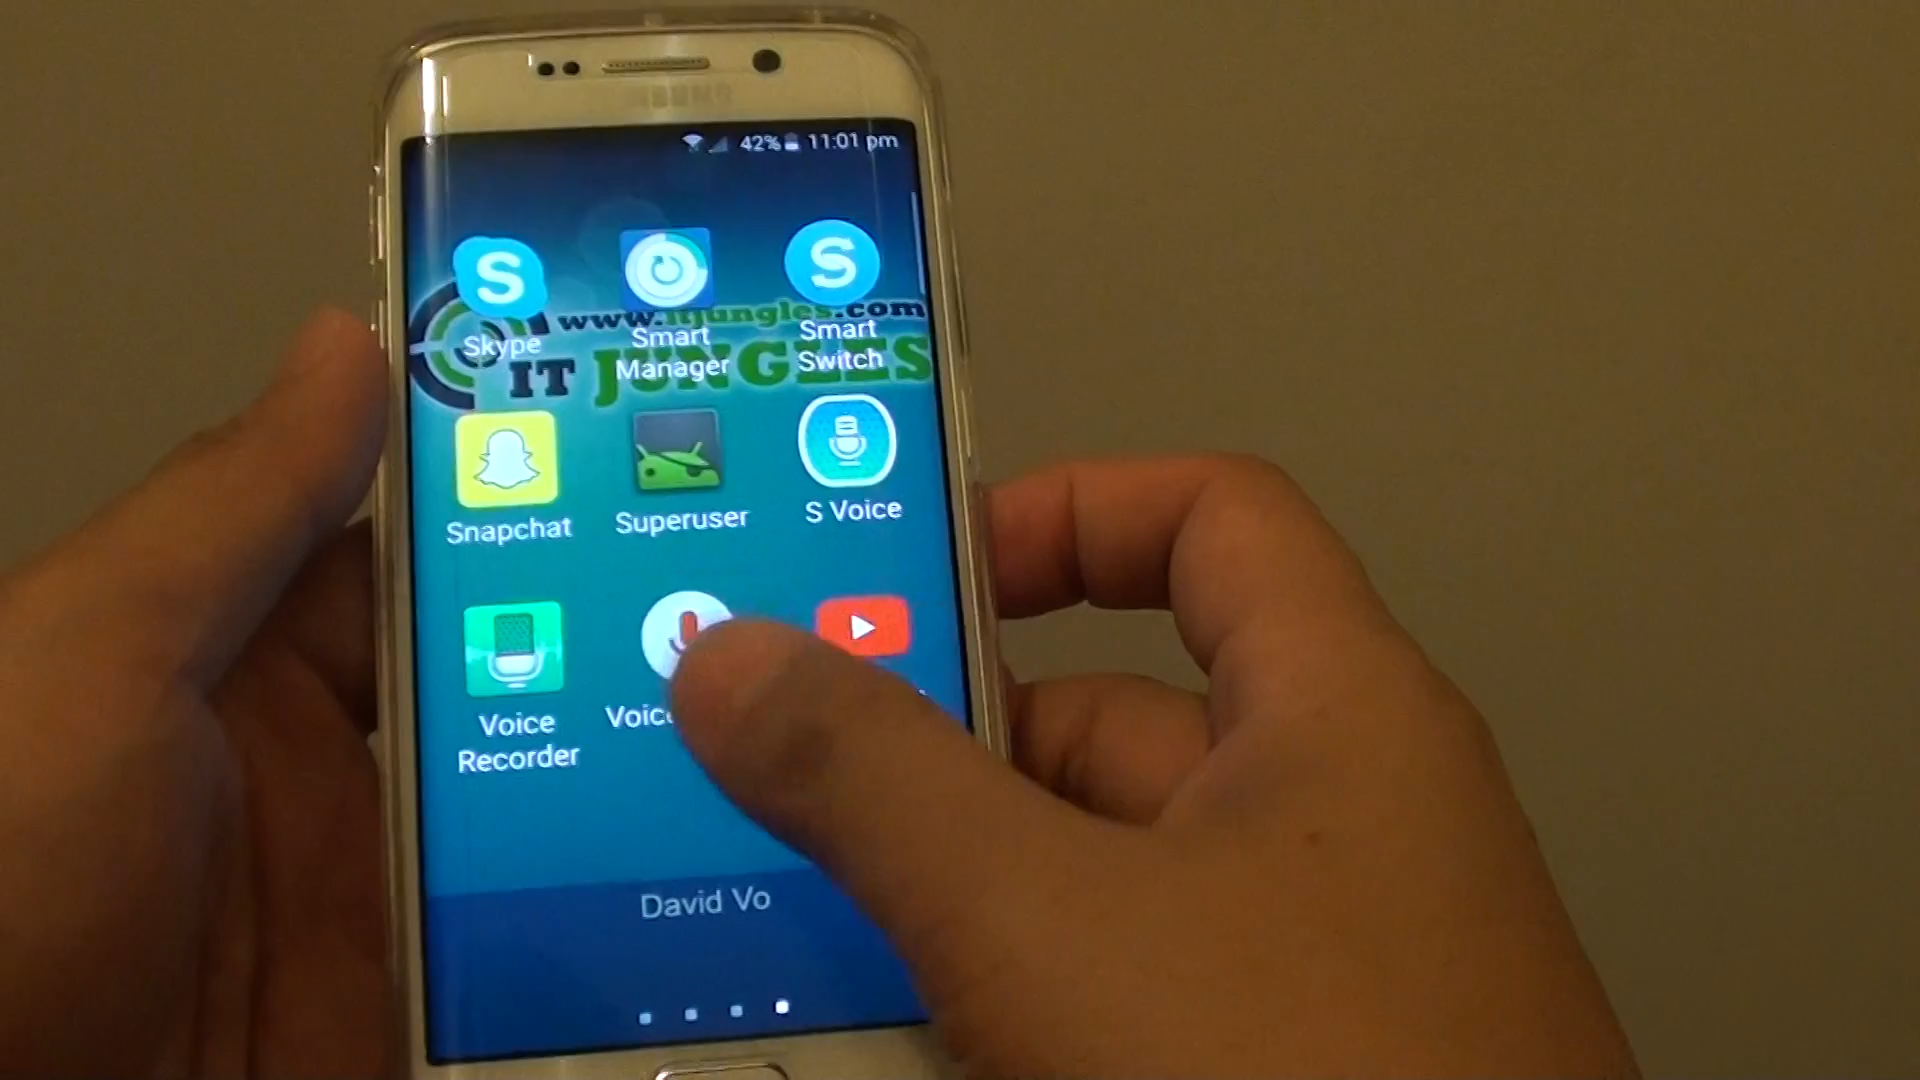 SAMSUNG
42% 11:01 pm
www.itjungles.com
IT JUNGLES
Skype
Smart
Manager
Smart
Switch
Snapchat
Superuser
S Voice
Voice
Recorder
Voice
David Vo